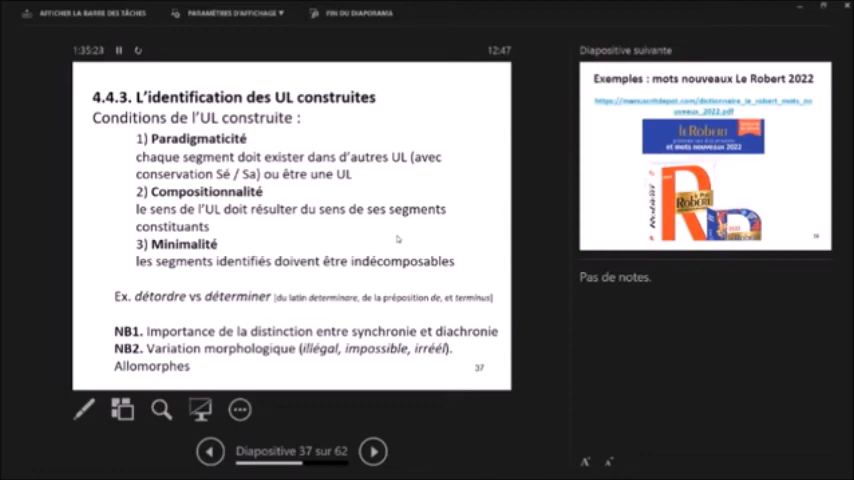 AFFICHER LA BARRE DES TÂCHES
PARAMÈTRES D'AFFICHAGE
FIN DU DIAPORAMA
1:35:23
12:47
4.4.3. L'identification des UL construites
Conditions de l'UL construite :
1) Paradigmaticité
chaque segment doit exister dans d'autres UL (avec
conservation Sé / Sa) ou être une UL
2) Compositionnalité
le sens de l'UL doit résulter du sens de ses segments
constituants
3) Minimalité
les segments identifiés doivent être indécomposables
Ex. détordre vs déterminer [du latin determinare, de la préposition de, et terminus]
NB1. Importance de la distinction entre synchronie et diachronie
NB2. Variation morphologique (illégal, impossible, irréél).
Allomorphes
37
Diapositive 37 sur 62
Diapositive suivante
Exemples : mots nouveaux Le Robert 2022
https://manuscritdepot.com/dictionnaire_le_robert_mots_no
uveaux_2022.pdf
le Robert
et mots nouveaux 2022
R
Robert
Pas de notes.
A A